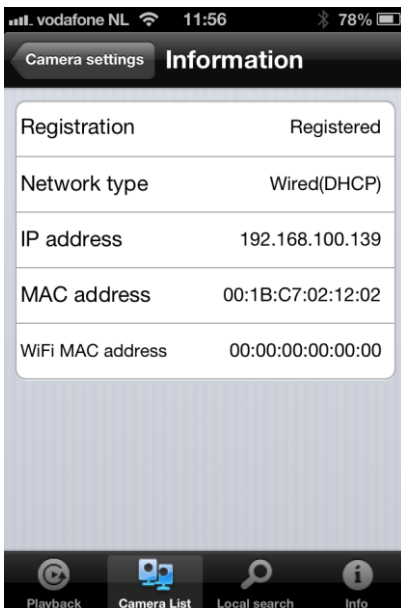 vodafone NL 11:56 78%
Camera settings Information
Registration Registered
Network type Wired(DHCP)
IP address 192.168.100.139
MAC address 00:1B:C7:02:12:02
WiFi MAC address 00:00:00:00:00:00
Playback Camera List Local search Info